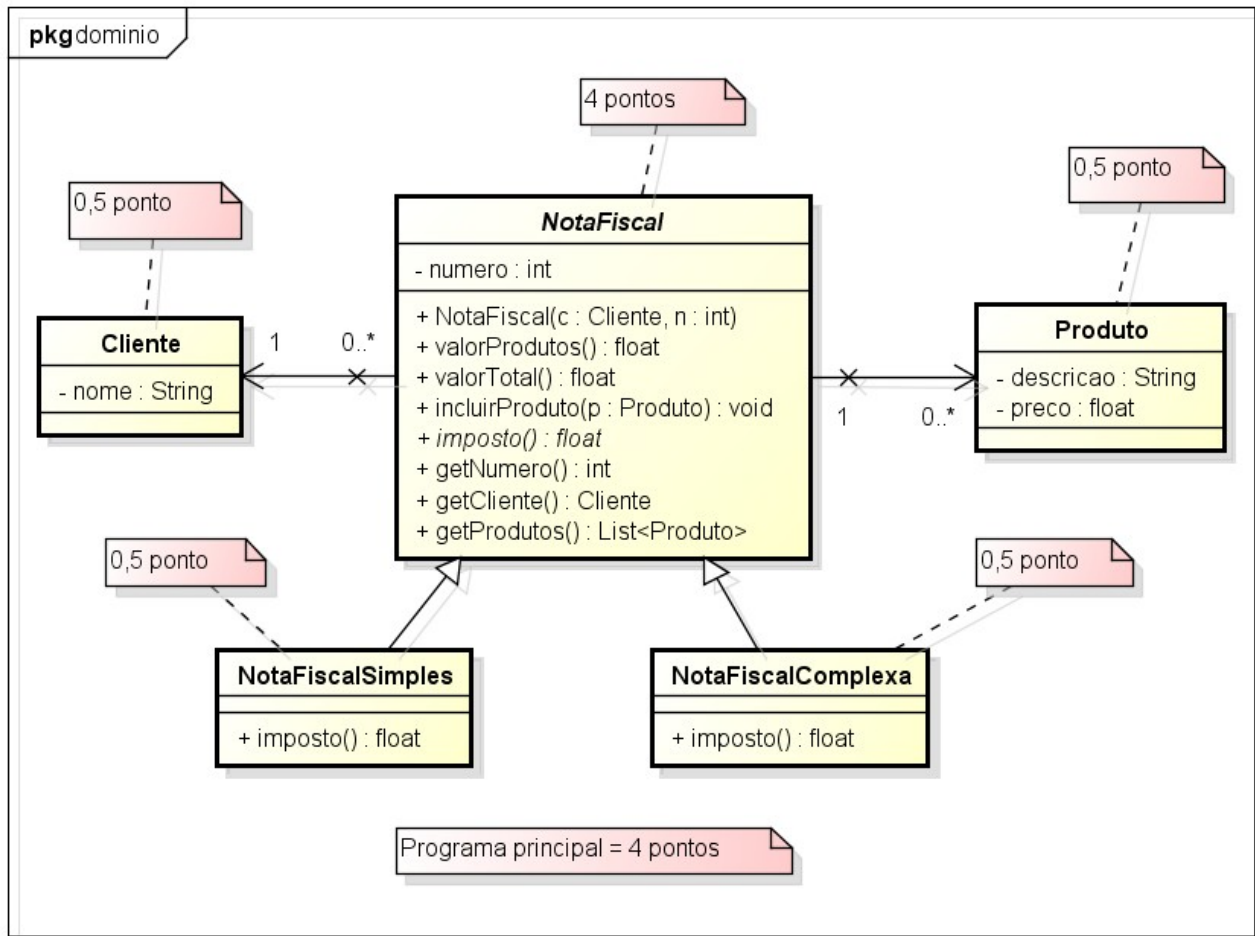 pkg dominio
4 pontos
0,5 ponto
0,5 ponto
NotaFiscal
- numero : int
+ NotaFiscal(c : Cliente, n : int)
+ valorProdutos() : float
+ valorTotal() : float
+ incluirProduto(p : Produto) : void
+ imposto() : float
+ getNumero() : int
+ getCliente() : Cliente
+ getProdutos() : List<Produto>
Cliente
- nome : String
1
0..*
Produto
- descricao : String
- preco : float
1
0..*
0,5 ponto
0,5 ponto
NotaFiscalSimples
+ imposto() : float
NotaFiscalComplexa
+ imposto() : float
Programa principal = 4 pontos